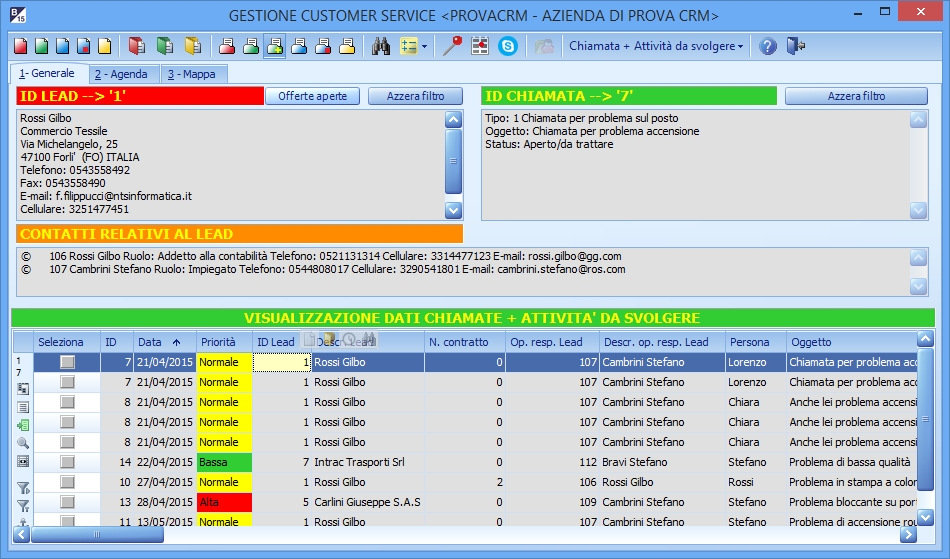 B
15
GESTIONE CUSTOMER SERVICE <PROVACRM - AZIENDA DI PROVA CRM>
Chiamata + Attività da svolgere
1- Generale
2 - Agenda
3 - Mappa
ID LEAD --> '1'
Offerte aperte
Azzera filtro
ID CHIAMATA --> '7'
Azzera filtro
Rossi Gilbo
Commercio Tessile
Via Michelangelo, 25
47100 Forli' (FO) ITALIA
Telefono: 0543558492
Fax: 0543558490
E-mail: f.filippucci@ntsinformatica.it
Cellulare: 3251477451
Tipo: 1 Chiamata per problema sul posto
Oggetto: Chiamata per problema accensione
Status: Aperto/da trattare
CONTATTI RELATIVI AL LEAD
© 106 Rossi Gilbo Ruolo: Addetto alla contabilità Telefono: 0521131314 Cellulare: 3314477123 E-mail: rossi.gilbo@gg.com
© 107 Cambrini Stefano Ruolo: Impiegato Telefono: 0544808017 Cellulare: 3290541801 E-mail: cambrini.stefano@ros.com
VISUALIZZAZIONE DATI CHIAMATE + ATTIVITA' DA SVOLGERE
Seleziona ID Data Priorità ID Lead Descr. Lead N. contratto Op. resp. Lead Descr. op. resp. Lead Persona Oggetto
1
7
7 21/04/2015 Normale 1 Rossi Gilbo 0 107 Cambrini Stefano Lorenzo Chiamata per problema acc
7 21/04/2015 Normale 1 Rossi Gilbo 0 107 Cambrini Stefano Lorenzo Chiamata per problema acc
8 21/04/2015 Normale 1 Rossi Gilbo 0 107 Cambrini Stefano Chiara Anche lei problema accensi
8 21/04/2015 Normale 1 Rossi Gilbo 0 107 Cambrini Stefano Chiara Anche lei problema accensi
8 21/04/2015 Normale 1 Rossi Gilbo 0 107 Cambrini Stefano Chiara Anche lei problema accensi
14 22/04/2015 Bassa 7 Intrac Trasporti Srl 0 112 Bravi Stefano Stefano Problema di bassa qualità
10 27/04/2015 Normale 1 Rossi Gilbo 2 106 Rossi Gilbo Rossi Problema in stampa a color
13 28/04/2015 Alta 5 Carlini Giuseppe S.A.S 0 109 Cambrini Stefano Stefano Problema bloccante su por
11 13/05/2015 Normale 1 Rossi Gilbo 0 107 Cambrini Stefano Stefano Problema di accensione rou